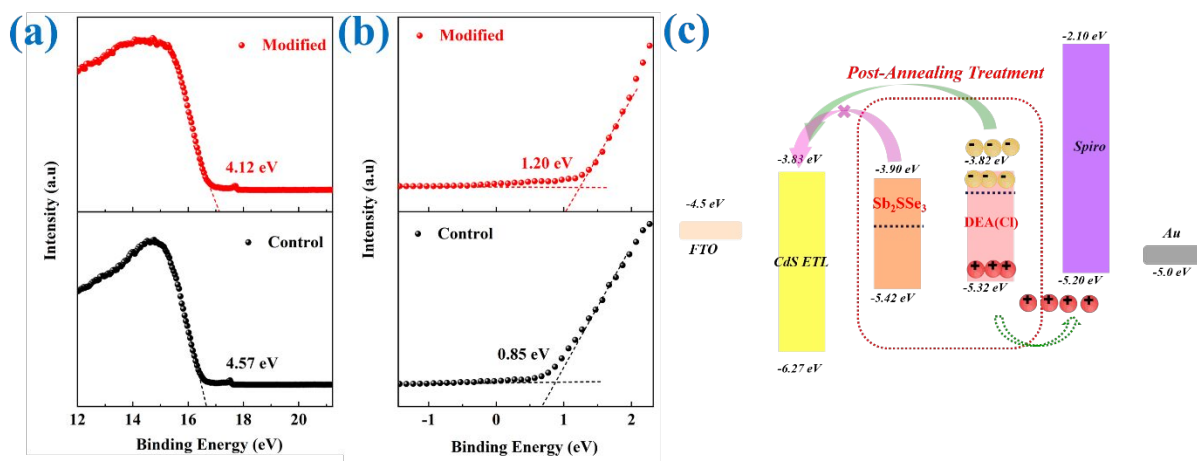 (a)
Intensity (a.u)
Modified
4.12 eV
Control
4.57 eV
12 14 16 18 20 22
Binding Energy (eV)
(b)
Intensity (a.u)
Modified
1.20 eV
Control
0.85 eV
-1 0 1 2
Binding Energy (eV)
(c)
-2.10 eV
Post-Annealing Treatment
Spiro
-3.83 eV
-3.90 eV
-3.82 eV
-4.5 eV
FTO
Sb₂SSe₃
DEA(Cl)
CdS ETL
Au
-5.0 eV
-5.42 eV
-5.32 eV
-5.20 eV
-6.27 eV